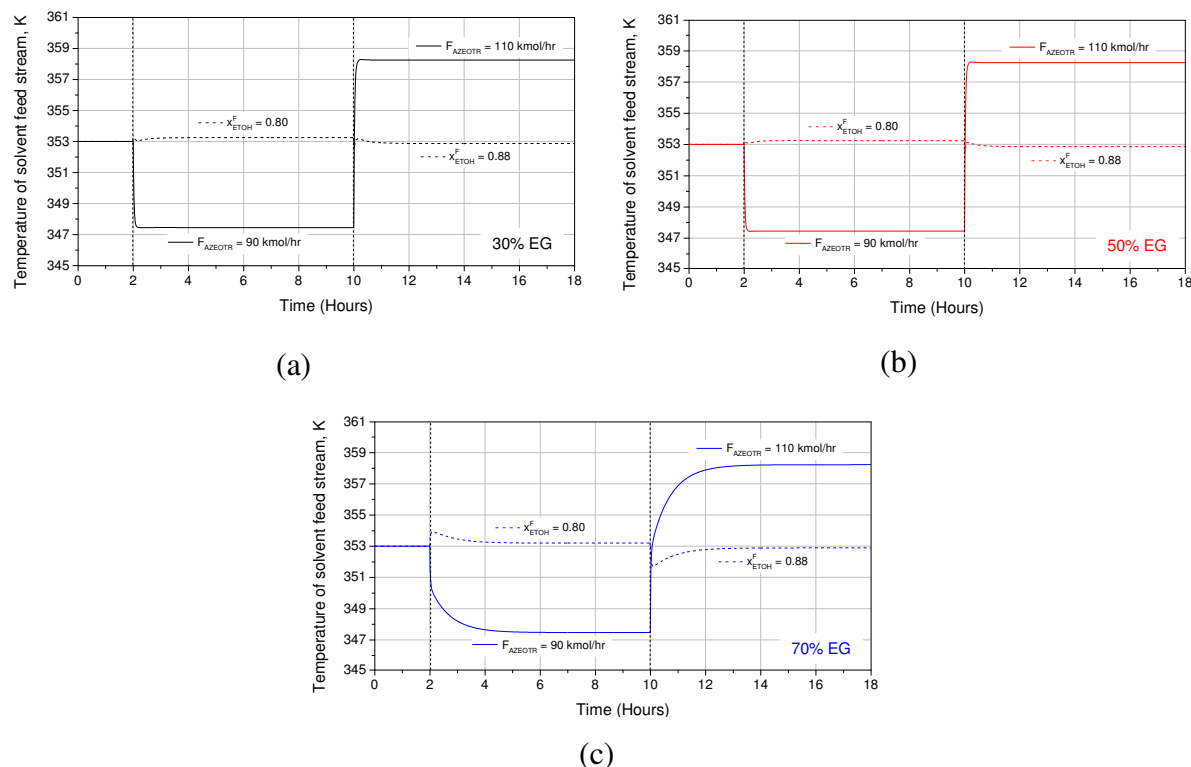 Temperature of solvent feed stream, K
361
359
357
355
353
351
349
347
345
F_AZEOTR = 110 kmol/hr
x^F_ETOH = 0.80
x^F_ETOH = 0.88
F_AZEOTR = 90 kmol/hr
30% EG
0 2 4 6 8 10 12 14 16 18
Time (Hours)
(a)
Temperature of solvent feed stream, K
361
359
357
355
353
351
349
347
345
F_AZEOTR = 110 kmol/hr
x^F_ETOH = 0.80
x^F_ETOH = 0.88
F_AZEOTR = 90 kmol/hr
50% EG
0 2 4 6 8 10 12 14 16 18
Time (Hours)
(b)
Temperature of solvent feed stream, K
361
359
357
355
353
351
349
347
345
F_AZEOTR = 110 kmol/hr
x^F_ETOH = 0.80
x^F_ETOH = 0.88
F_AZEOTR = 90 kmol/hr
70% EG
0 2 4 6 8 10 12 14 16 18
Time (Hours)
(c)